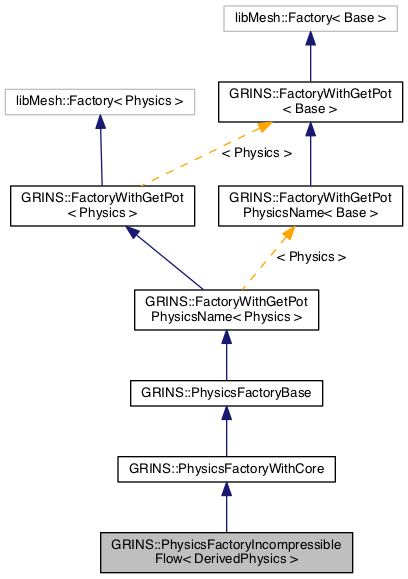 libMesh::Factory< Base >
GRINS::FactoryWithGetPot
< Base >
libMesh::Factory< Physics >
< Physics >
GRINS::FactoryWithGetPot
< Physics >
GRINS::FactoryWithGetPot
PhysicsName< Base >
< Physics >
GRINS::FactoryWithGetPot
PhysicsName< Physics >
GRINS::PhysicsFactoryBase
GRINS::PhysicsFactoryWithCore
GRINS::PhysicsFactoryIncompressible
Flow< DerivedPhysics >